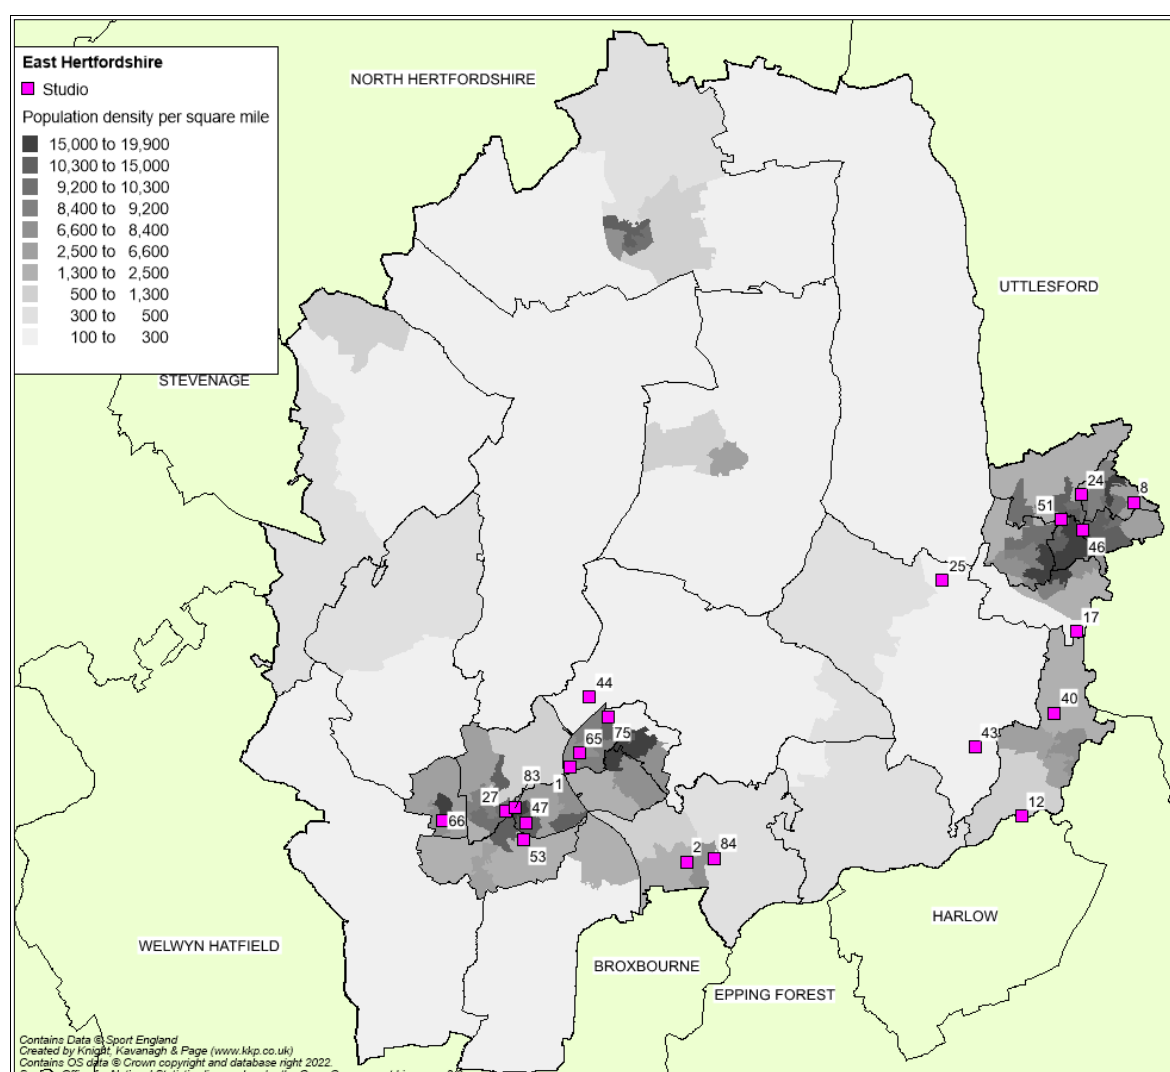 East Hertfordshire
Studio
Population density per square mile
15,000 to 19,900
10,300 to 15,000
9,200 to 10,300
8,400 to 9,200
6,600 to 8,400
2,500 to 6,600
1,300 to 2,500
500 to 1,300
300 to 500
100 to 300
NORTH HERTFORDSHIRE
UTTLESFORD
STEVENAGE
24
8
51
46
25
17
44
40
75
65
43
83
1
27
47
12
66
53
2
84
HARLOW
WELWYN HATFIELD
BROXBOURNE
EPPING FOREST
Contains Data © Sport England
Created by Knight, Kavanagh & Page (www.kkp.co.uk)
Contains OS data © Crown copyright and database right 2022.